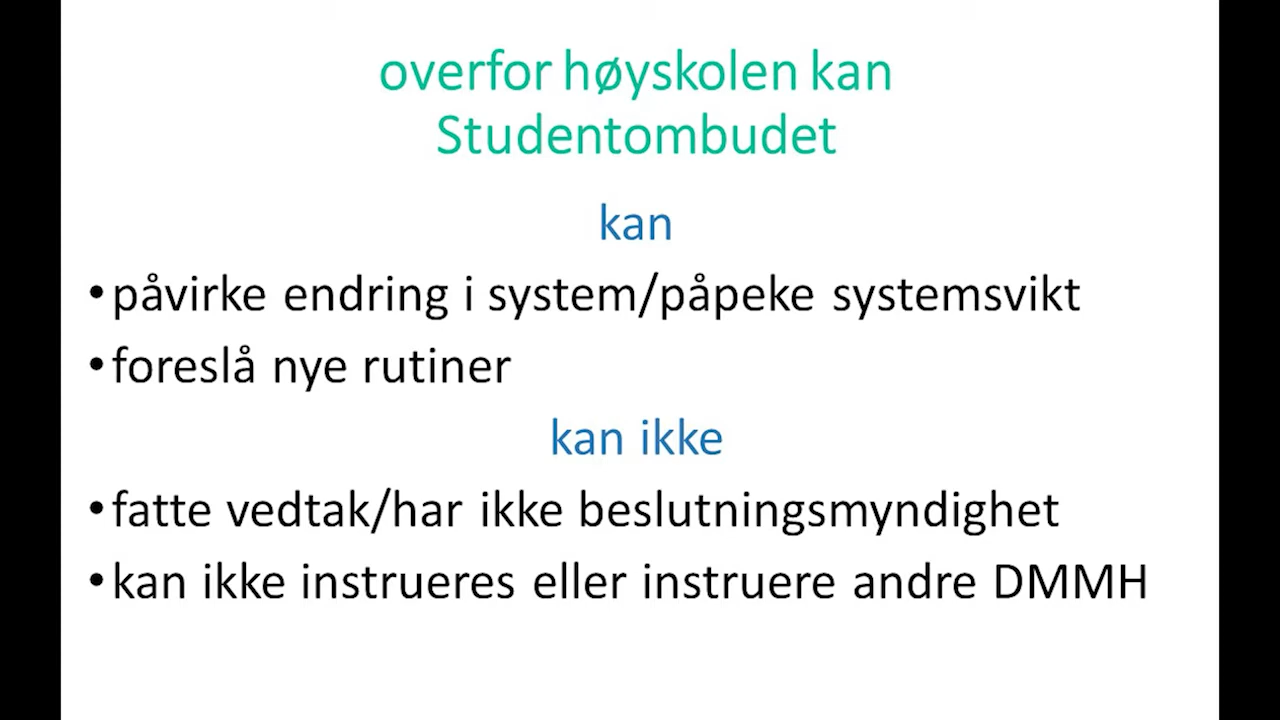 overfor høyskolen kan
Studentombudet
kan
•påvirke endring i system/påpeke systemsvikt
•foreslå nye rutiner
kan ikke
•fatte vedtak/har ikke beslutningsmyndighet
•kan ikke instrueres eller instruere andre DMMH